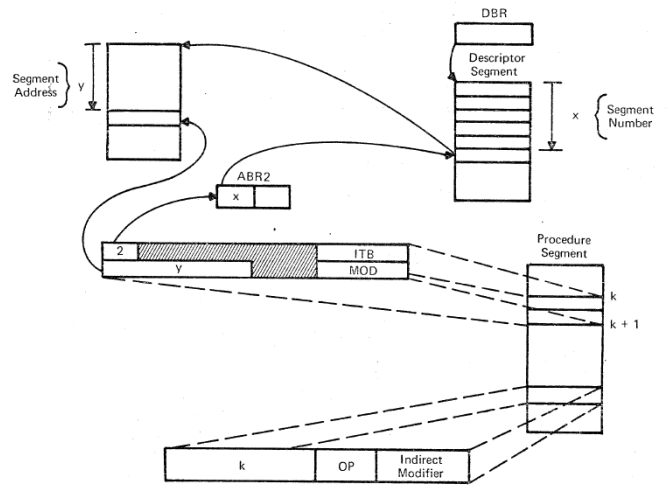 DBR
Descriptor
Segment
Segment
Address
y
x
Segment
Number
ABR2
x
2
ITB
y
MOD
Procedure
Segment
k
k + 1
k
OP
Indirect
Modifier